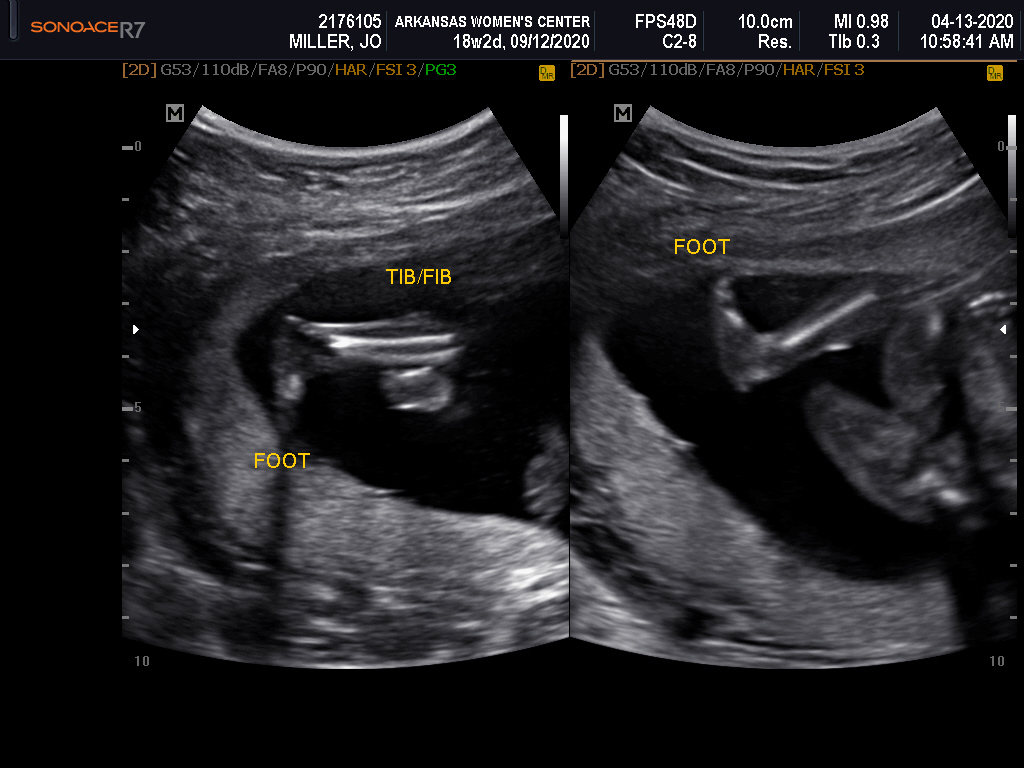 SONOACE R7
2176105
MILLER, JO
ARKANSAS WOMEN'S CENTER
18w2d, 09/12/2020
FPS48D
C2-8
10.0cm
Res.
MI 0.98
TIb 0.3
04-13-2020
10:58:41 AM
[2D] G53/110dB/FA8/P90/HAR/FSI 3/PG3
[2D] G53/110dB/FA8/P90/HAR/FSI 3
M
M
0
0
FOOT
TIB/FIB
5
FOOT
10
10